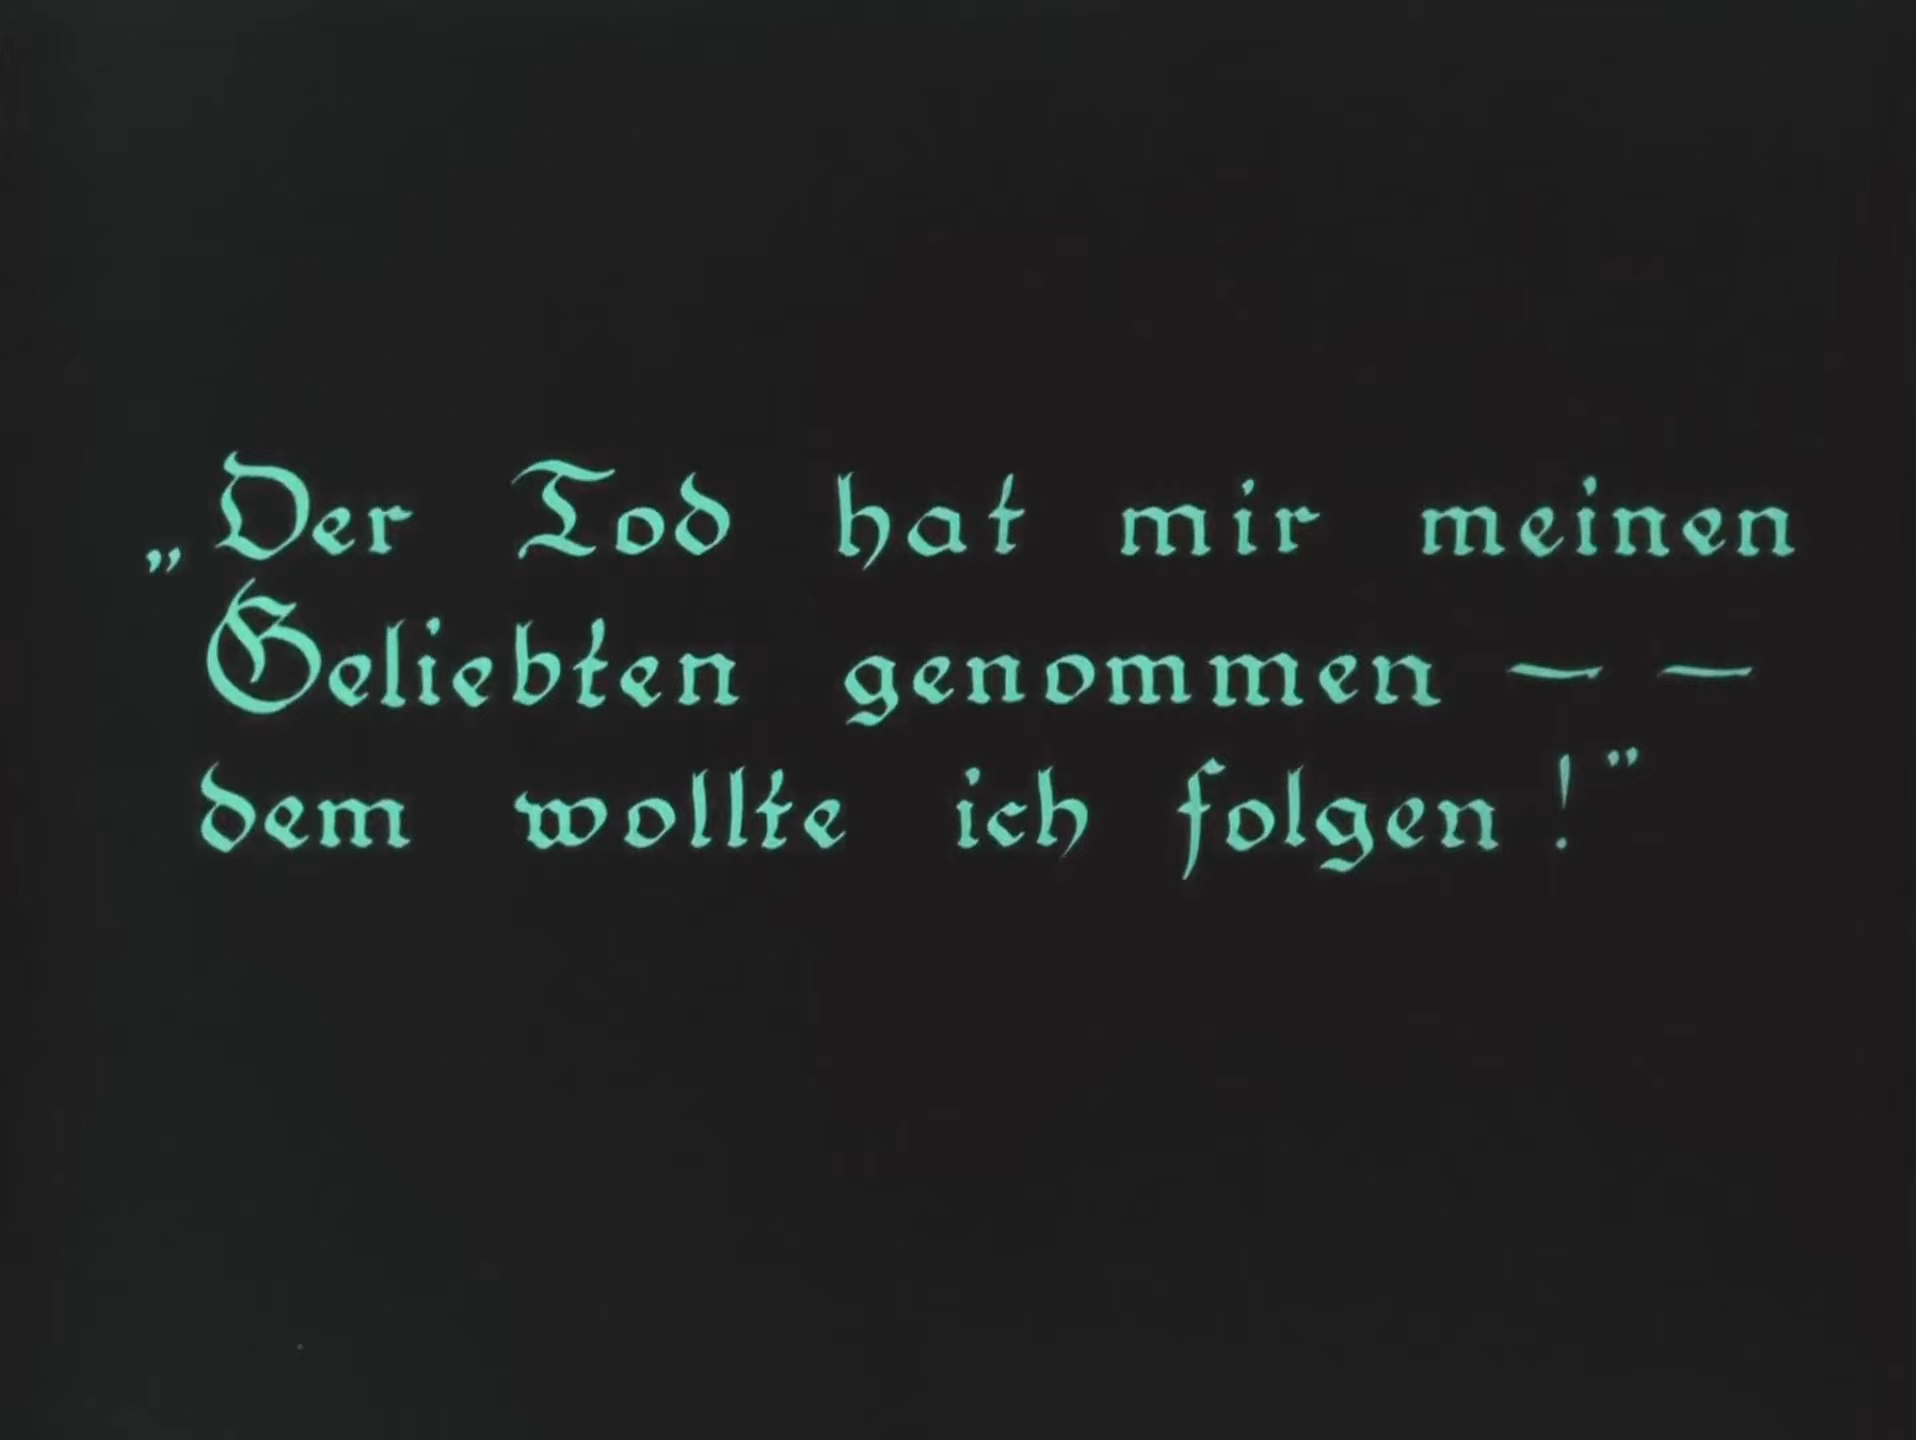 „Der Tod hat mir meinen
Geliebten genommen — —
dem wollte ich folgen!”